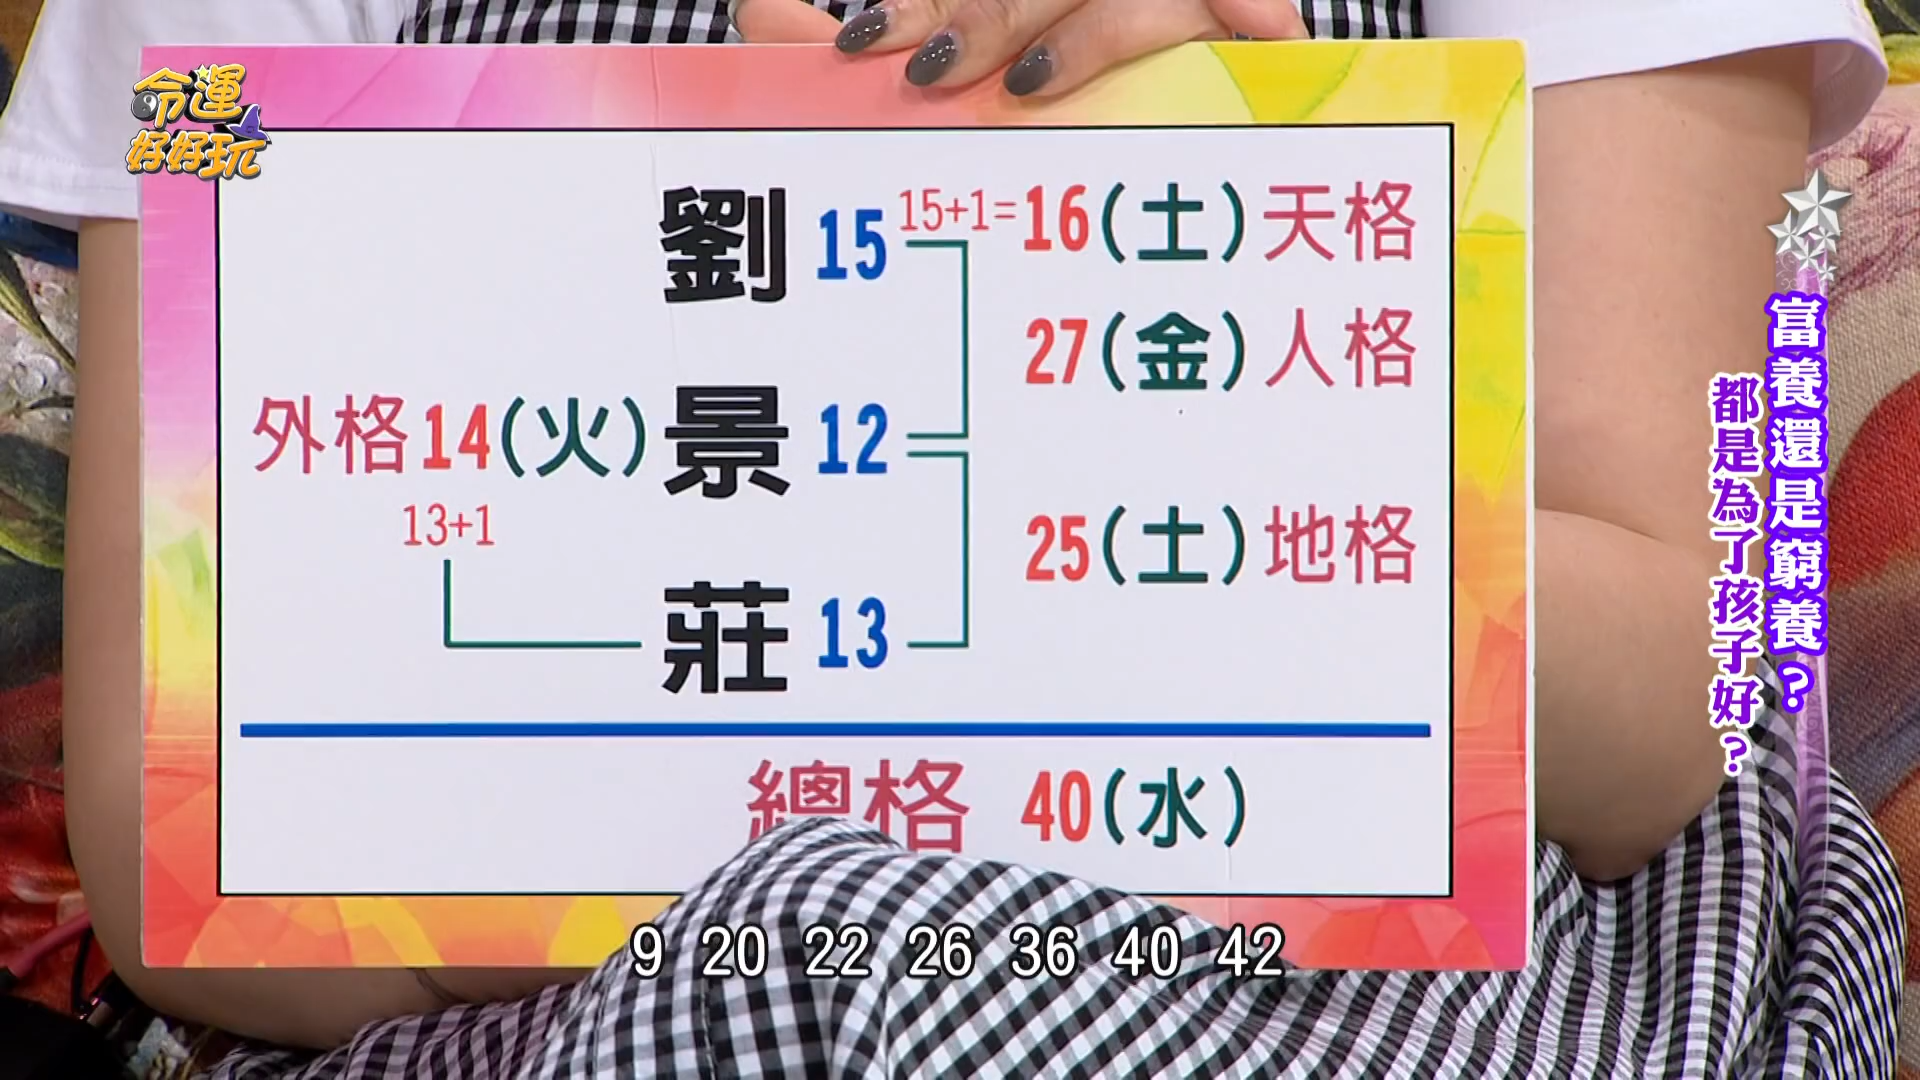 命運
好好玩
劉 15 15+1=16(土)天格
27(金)人格
外格14(火)景 12
13+1
25(土)地格
莊 13
總格 40(水)
富養還是窮養?
都是為了孩子好?
9 20 22 26 36 40 42